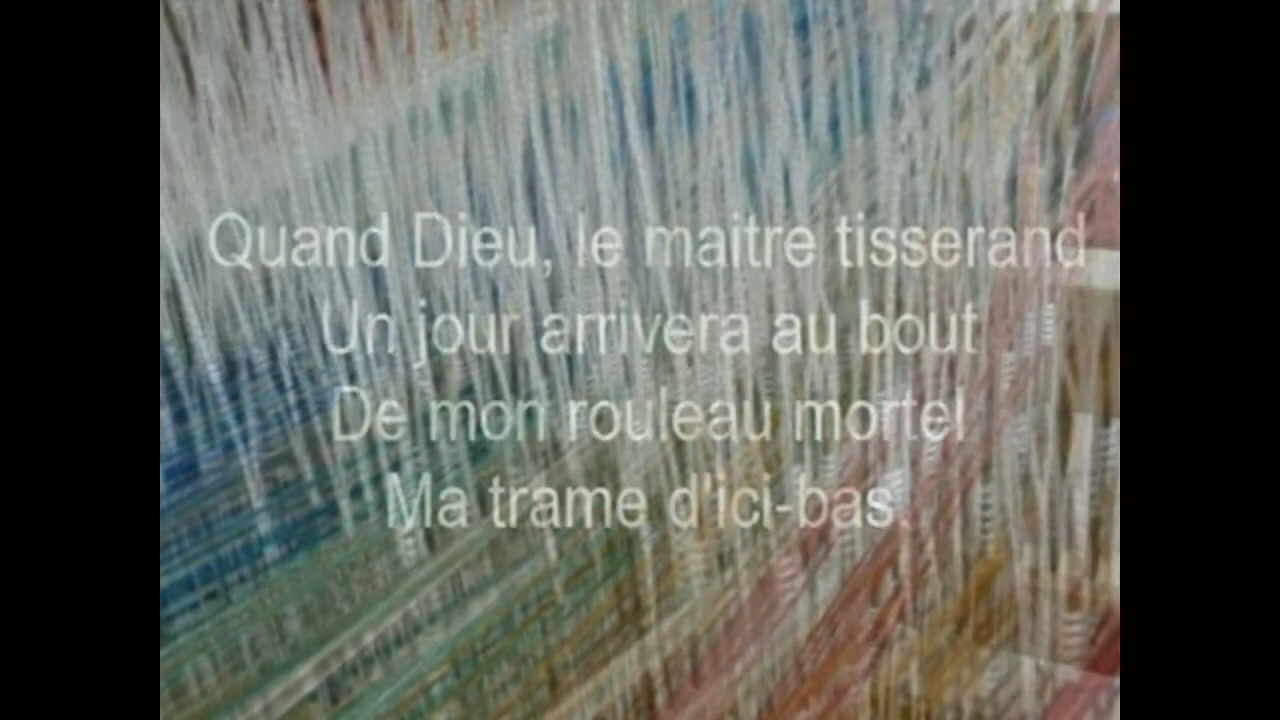 Quand Dieu, le maitre tisserand
Un jour arrivera au bout
De mon rouleau mortel
Ma trame d'ici-bas.